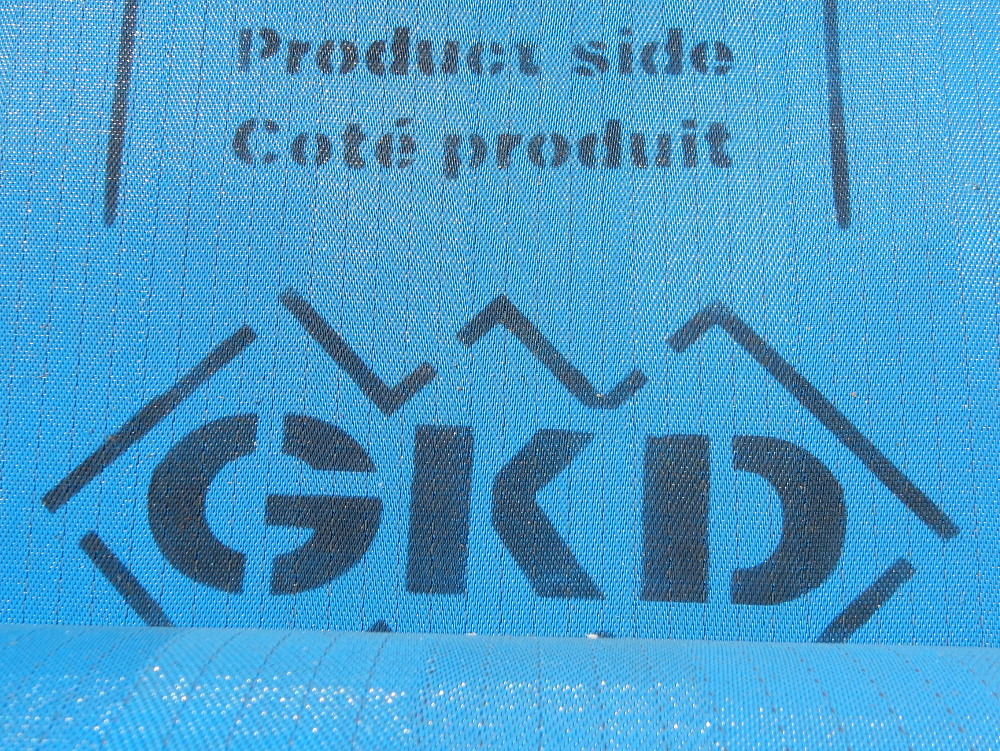 Product side
Coté produit
GKD